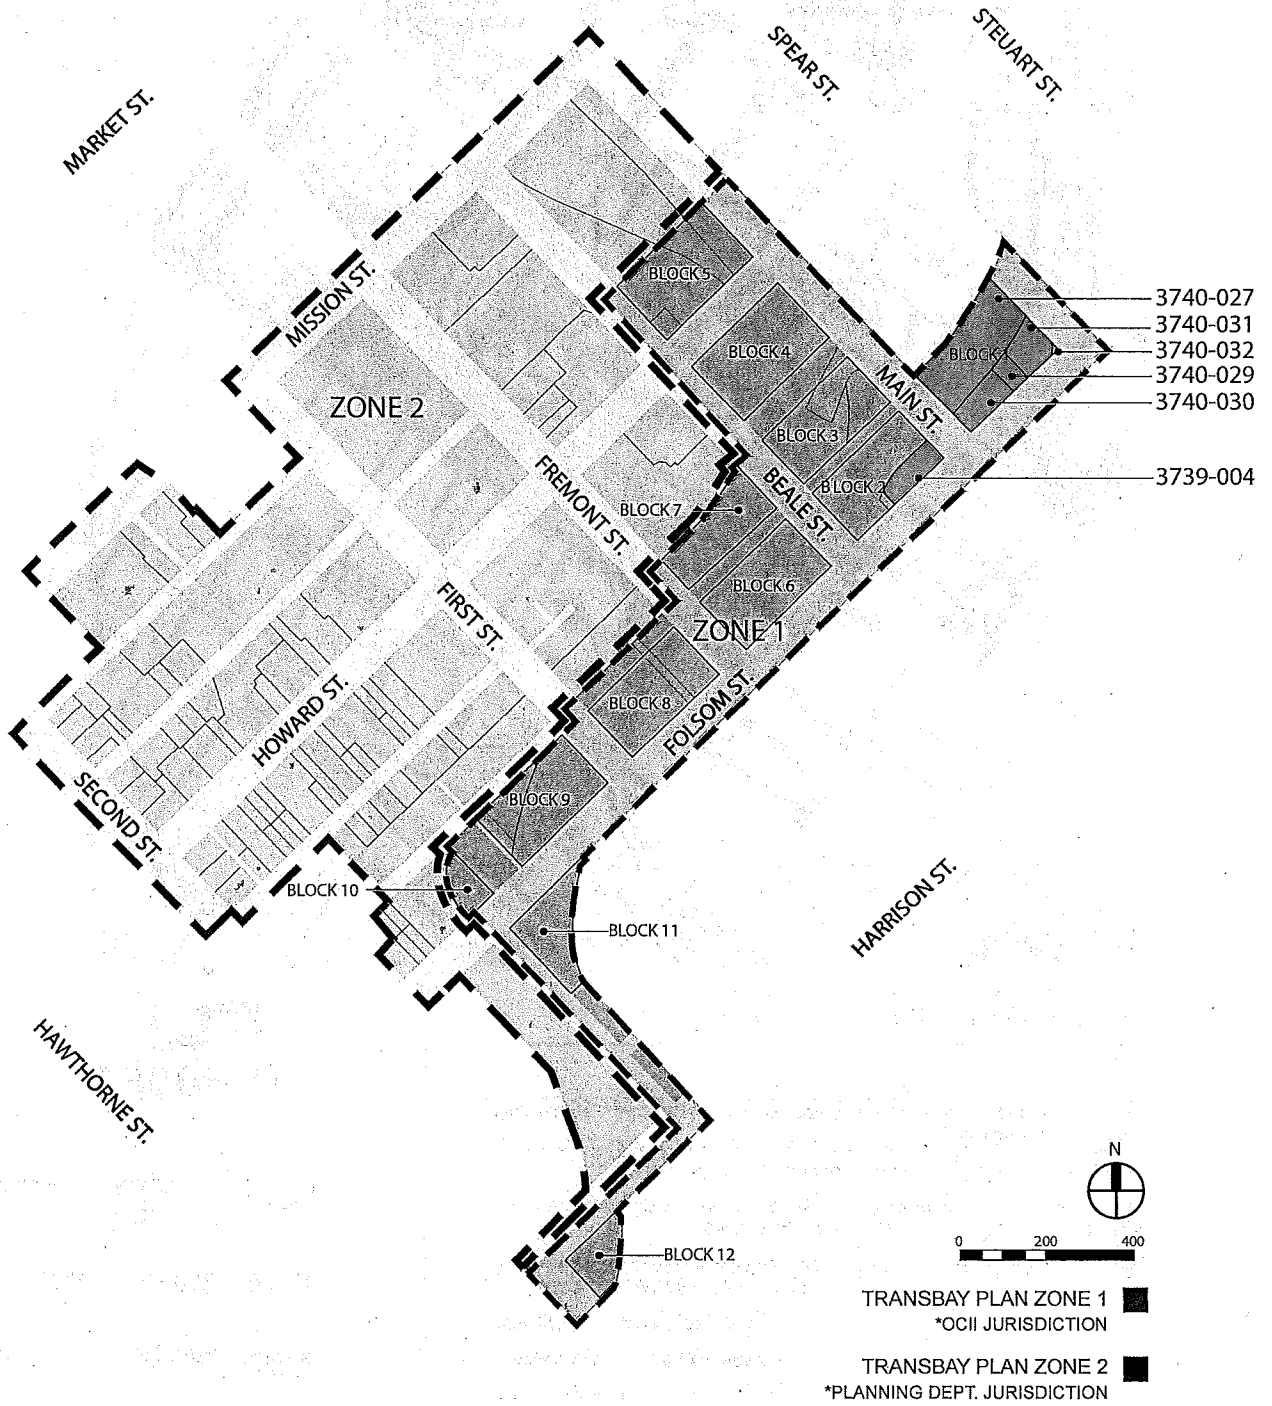 STEUART ST.
SPEAR ST.
MARKET ST.
BLOCK 5
MISSION ST.
3740-027
3740-031
BLOCK 4
BLOCK 1
3740-032
MAIN ST.
3740-029
ZONE 2
3740-030
BLOCK 3
3739-004
BLOCK 2
BEALE ST.
FREMONT ST.
BLOCK 7
BLOCK 6
FIRST ST.
ZONE 1
BLOCK 8
FOLSOM ST.
HOWARD ST.
BLOCK 9
SECOND ST.
BLOCK 10
HARRISON ST.
BLOCK 11
HAWTHORNE ST.
N
0 200 400
BLOCK 12
TRANSBAY PLAN ZONE 1
*OCII JURISDICTION
TRANSBAY PLAN ZONE 2
*PLANNING DEPT. JURISDICTION